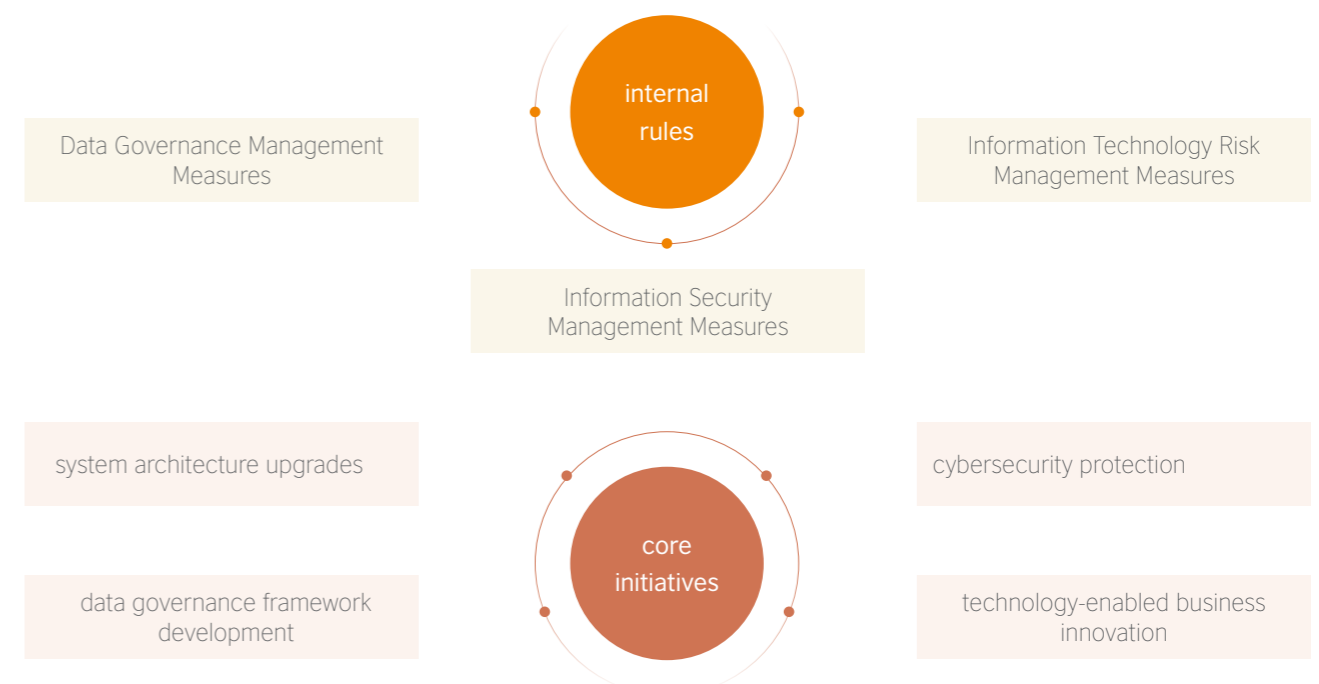 internal
rules
Data Governance Management
Measures
Information Technology Risk
Management Measures
Information Security
Management Measures
system architecture upgrades
cybersecurity protection
core
initiatives
data governance framework
development
technology-enabled business
innovation